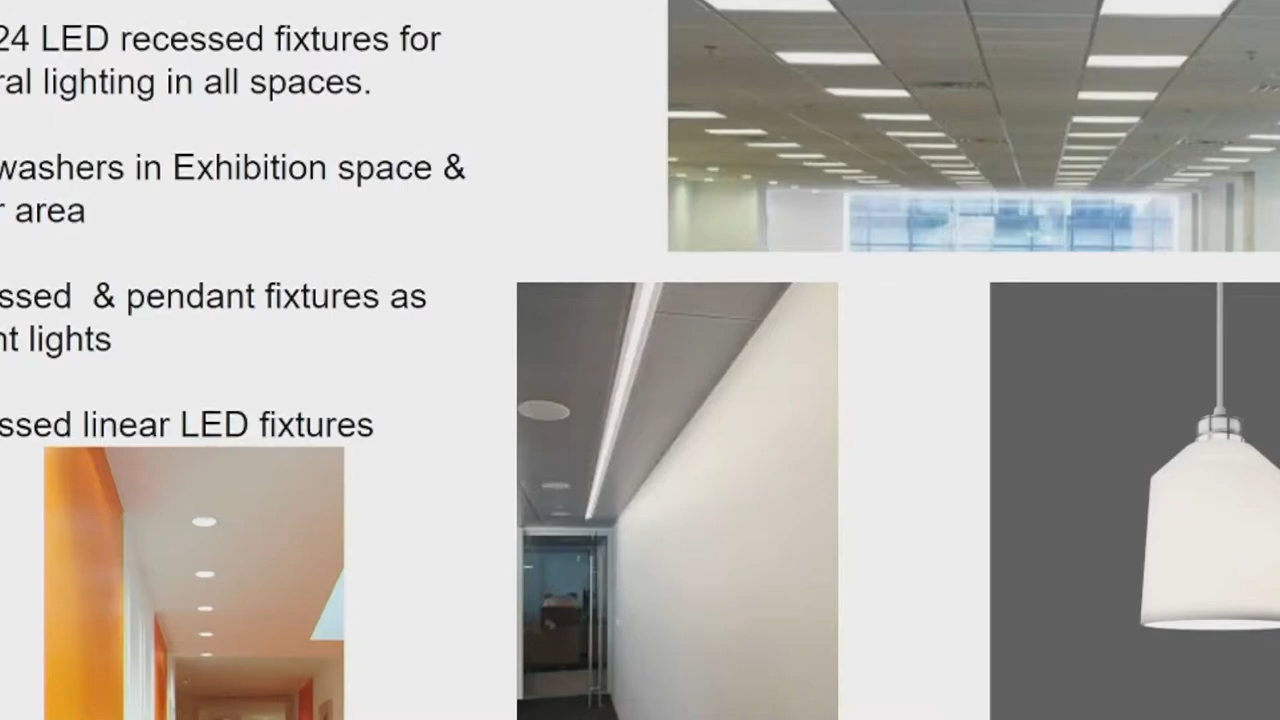 24 LED recessed fixtures for
ral lighting in all spaces.
washers in Exhibition space &
r area
ssed & pendant fixtures as
nt lights
ssed linear LED fixtures